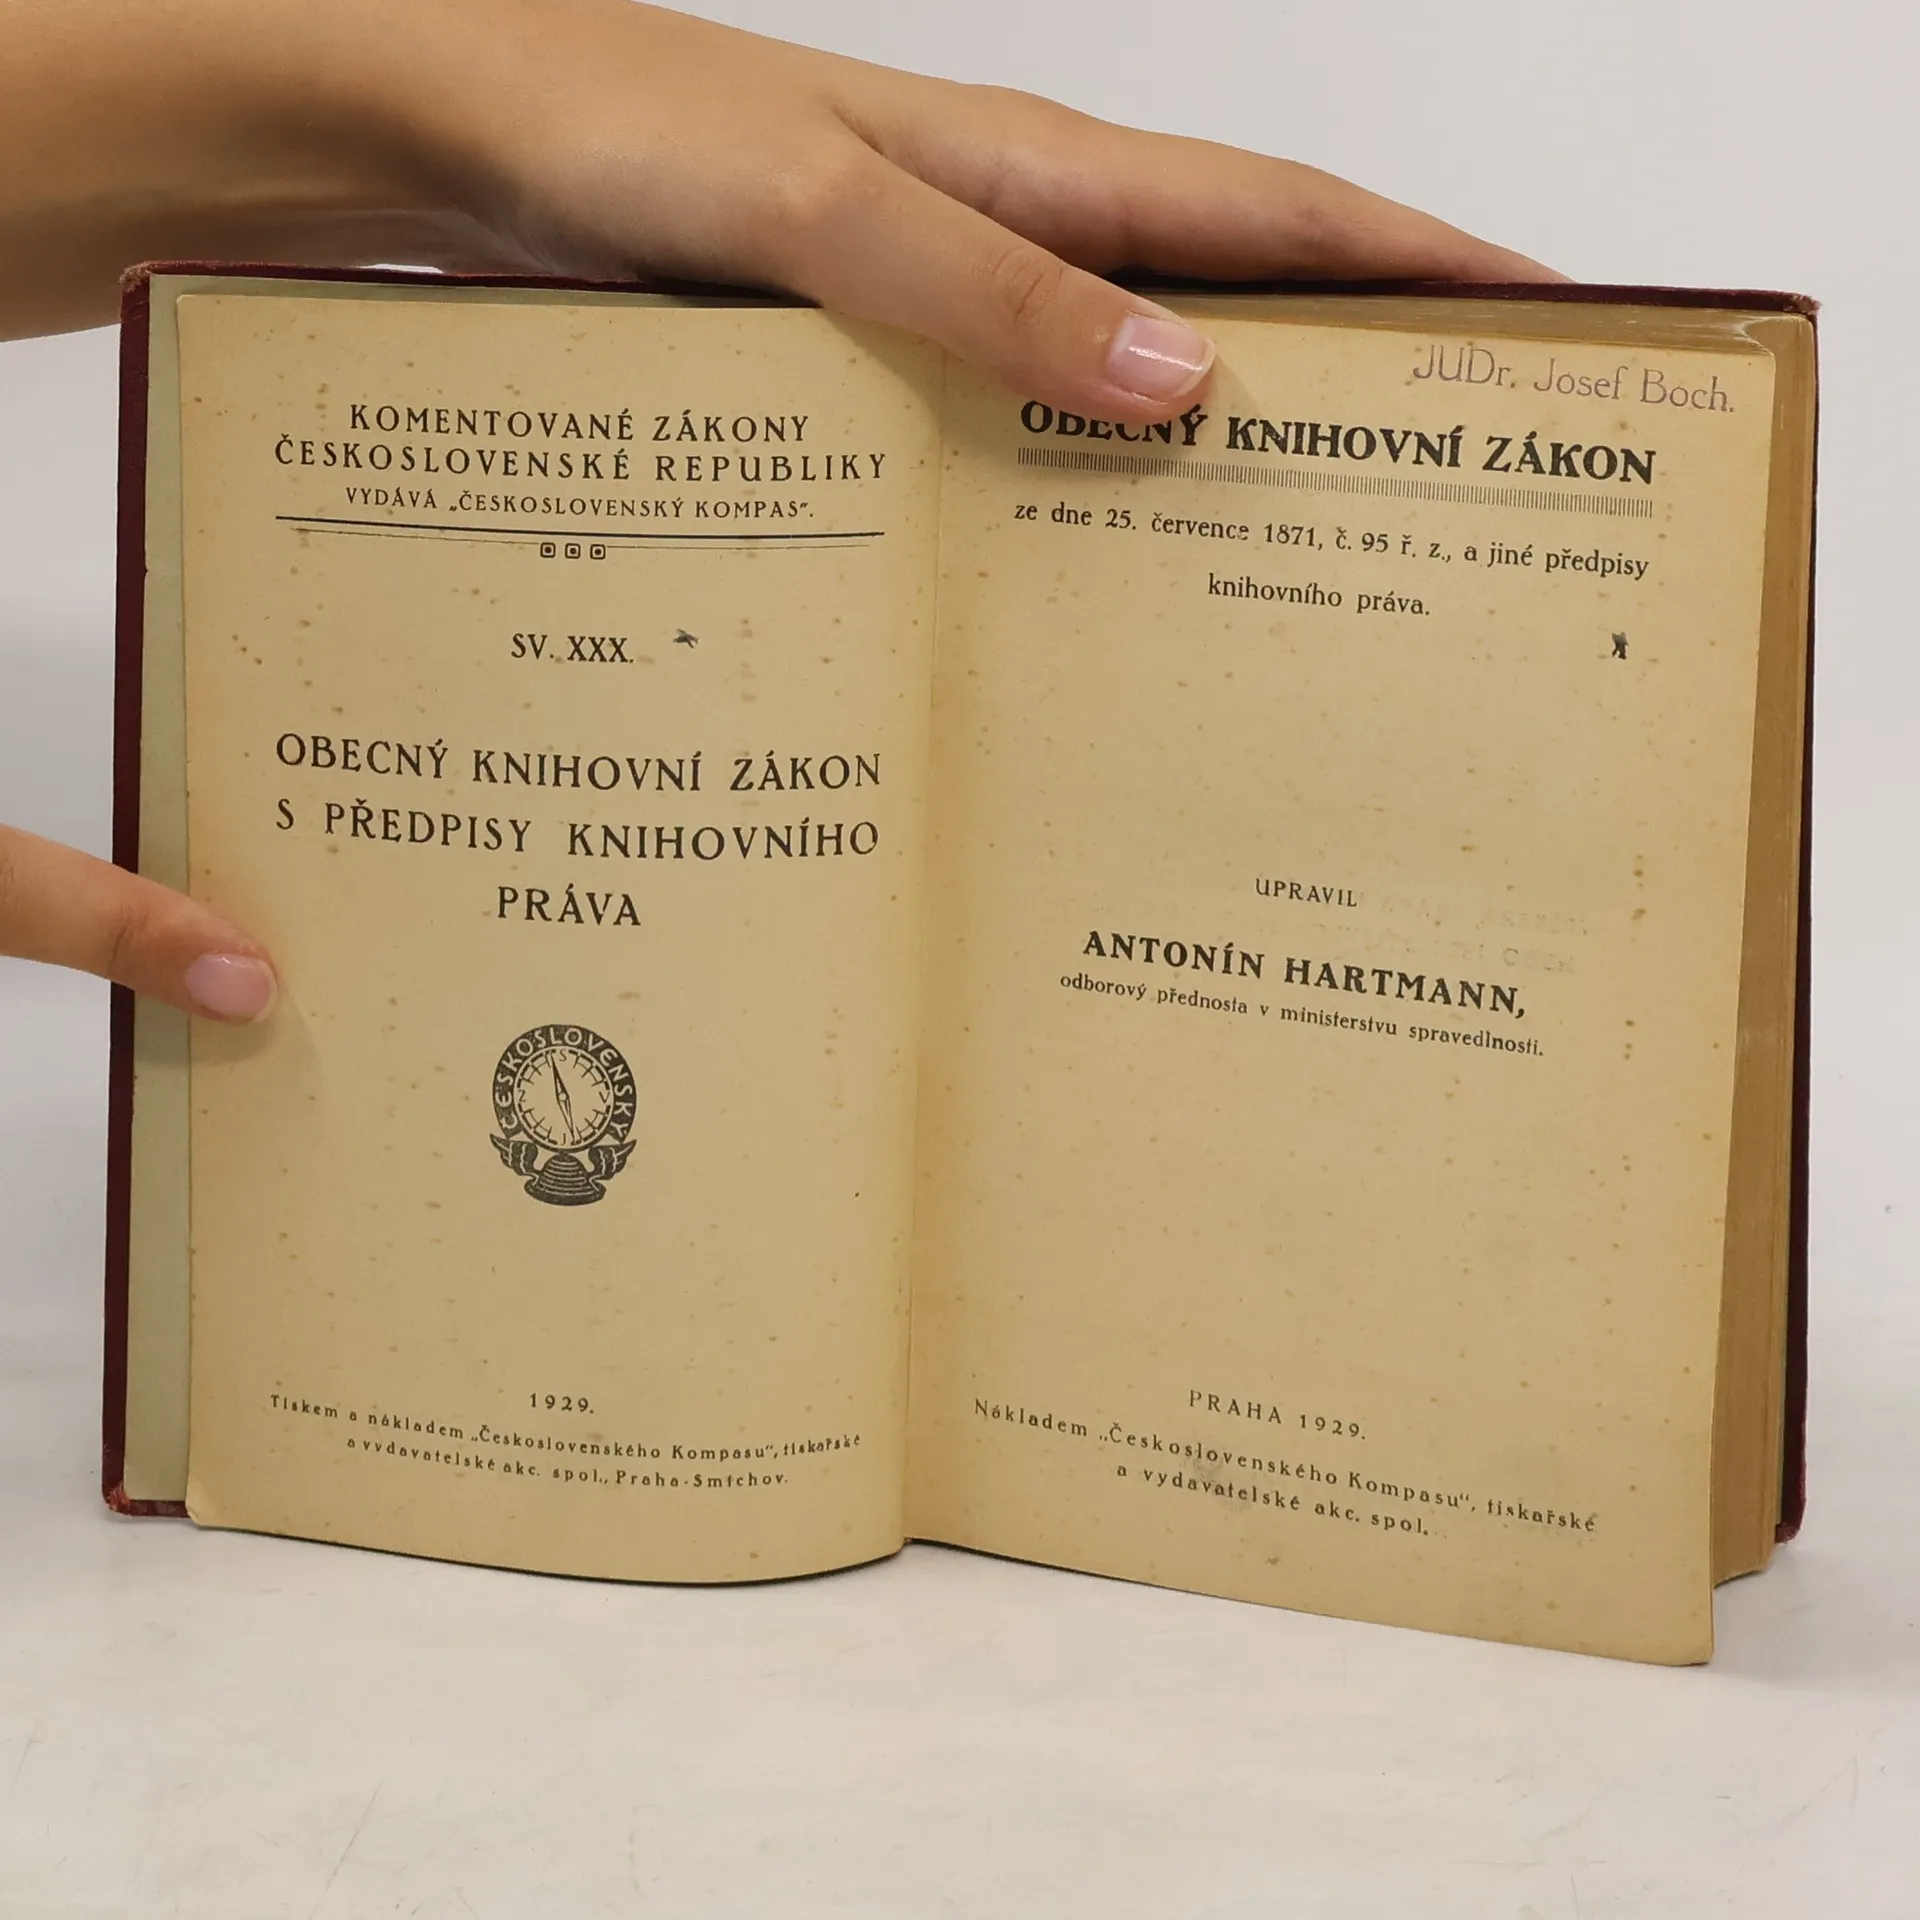 KOMENTOVANÉ ZÁKONY
ČESKOSLOVENSKÉ REPUBLIKY
VYDÁVÁ „ČESKOSLOVENSKÝ KOMPAS".
SV. XXX.
OBECNÝ KNIHOVNÍ ZÁKON
S PŘEDPISY KNIHOVNÍHO
PRÁVA
ČESKOSLOVENSKÝ
S
Z V
J
1929.
Tiskem a nákladem „Československého Kompasu", tiskařské
a vydavatelské akc. spol., Praha-Smíchov.
JUDr. Josef Boch.
OBECNÝ KNIHOVNÍ ZÁKON
ze dne 25. července 1871, č. 95 ř. z., a jiné předpisy
knihovního práva.
UPRAVIL
ANTONÍN HARTMANN,
odborový přednosta v ministerstvu spravedlnosti.
PRAHA 1929.
Nákladem „Československého Kompasu", tiskařské
a vydavatelské akc. spol.